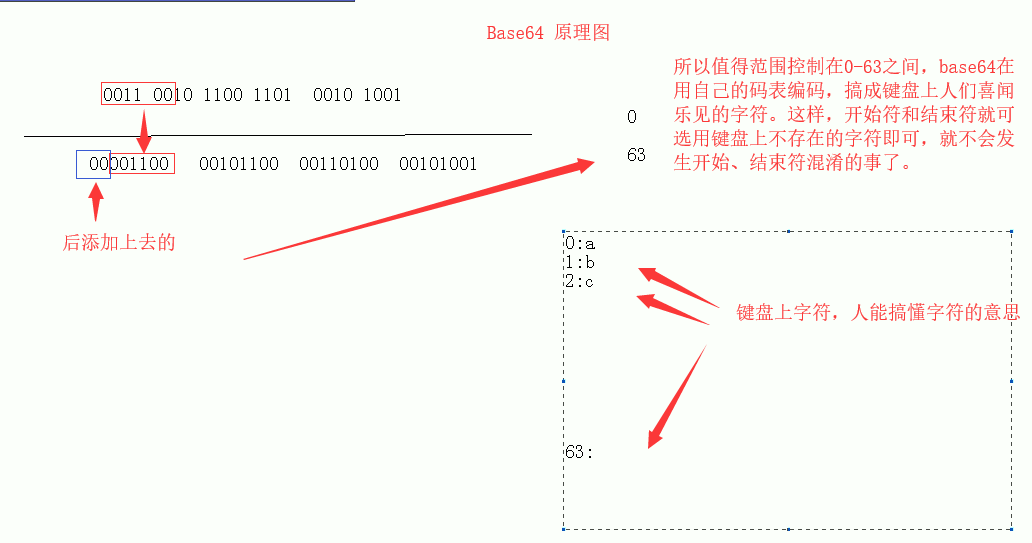 Base64 原理图
所以值得范围控制在0-63之间，base64在
用自己的码表编码，搞成键盘上人们喜闻
乐见的字符。这样，开始符和结束符就可
选用键盘上不存在的字符即可，就不会发
生开始、结束符混淆的事了。
0011 0010 1100 1101 0010 1001
0
63
00001100 00101100 00110100 00101001
后添加上去的
0:a
1:b
2:c
键盘上字符，人能搞懂字符的意思
63: